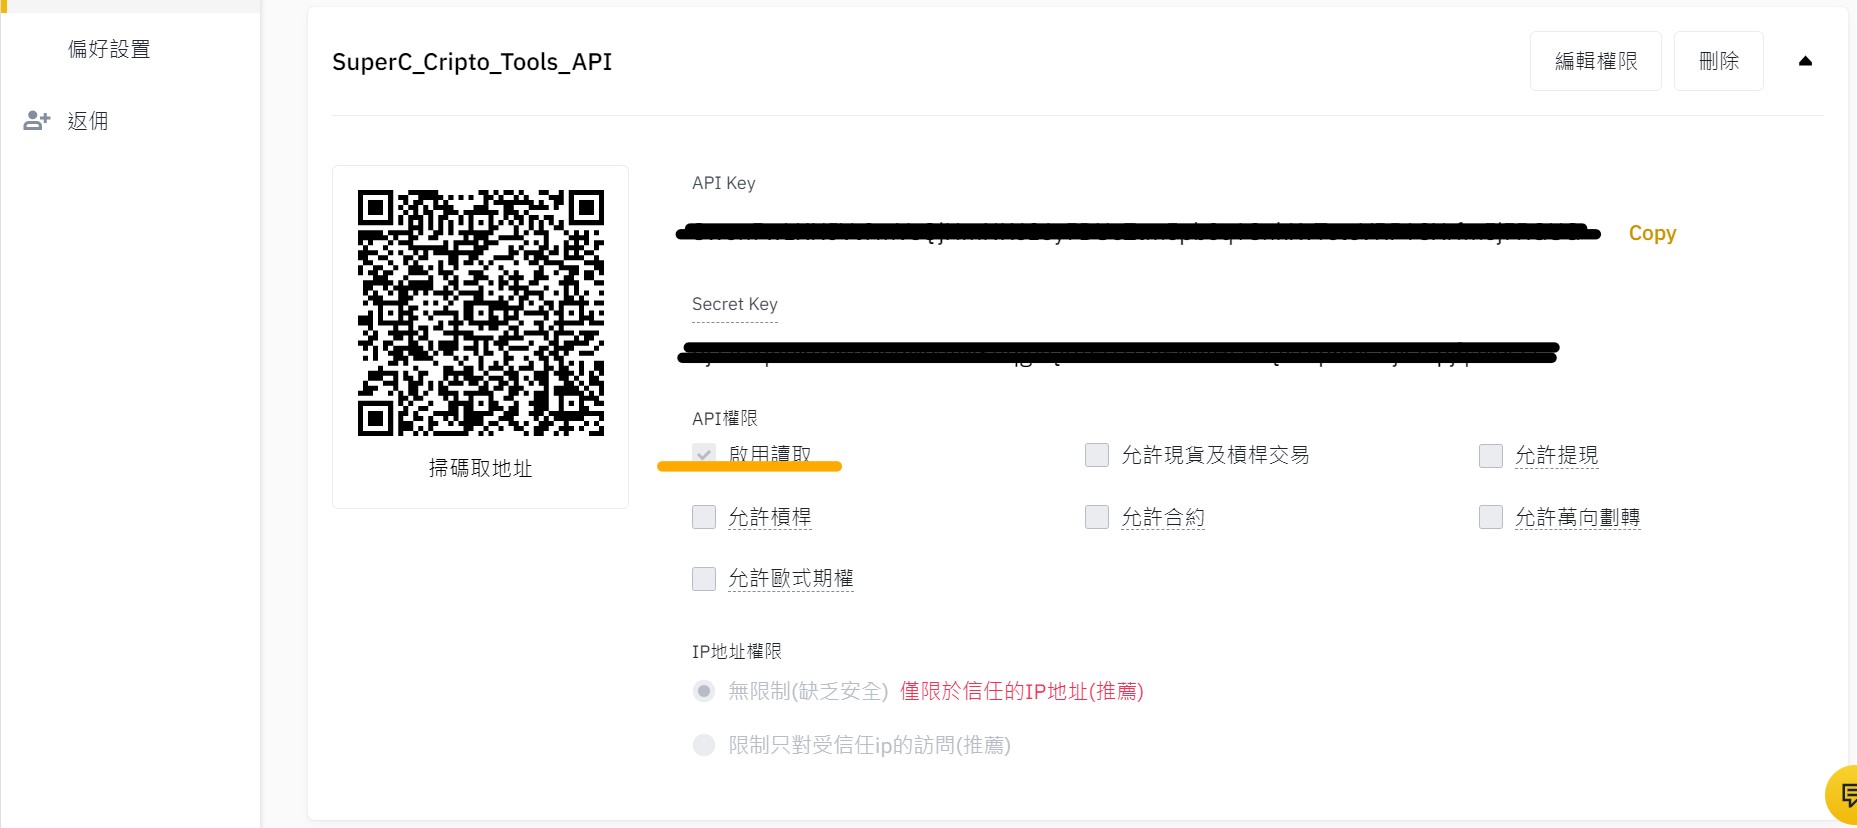 偏好設置
返佣
SuperC_Cripto_Tools_API
編輯權限
刪除
掃碼取地址
API Key
Copy
Secret Key
API權限
啟用讀取
允許現貨及槓桿交易
允許提現
允許槓桿
允許合約
允許萬向劃轉
允許歐式期權
IP地址權限
無限制(缺乏安全) 僅限於信任的IP地址(推薦)
限制只對受信任ip的訪問(推薦)